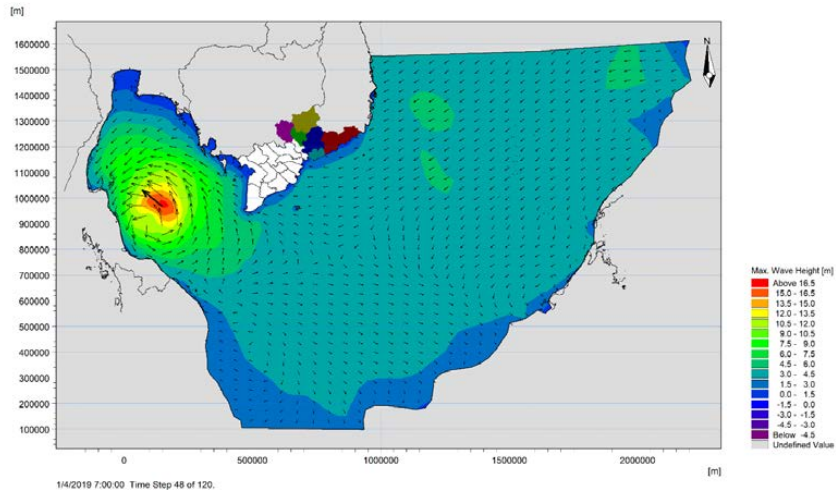 [m]
1600000
1500000
1400000
1300000
1200000
1100000
1000000
900000
800000
700000
600000
500000
400000
300000
200000
100000
N
0
500000
1000000
1500000
2000000
[m]
Max. Wave Height [m]
Above 16.5
15.0 - 16.5
13.5 - 15.0
12.0 - 13.5
10.5 - 12.0
9.0 - 10.5
7.5 - 9.0
6.0 - 7.5
4.5 - 6.0
3.0 - 4.5
1.5 - 3.0
0.0 - 1.5
-1.5 - 0.0
-3.0 - -1.5
-4.5 - -3.0
Below -4.5
Undefined Value
1/4/2019 7:00:00 Time Step 48 of 120.